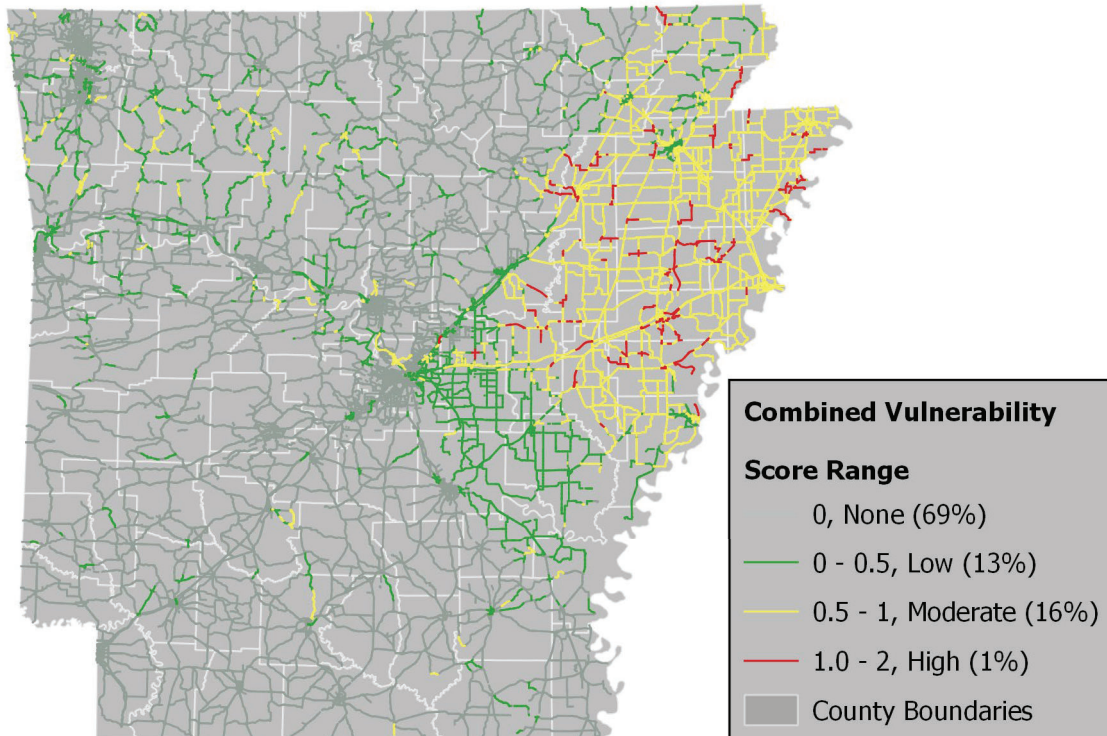 Combined Vulnerability
Score Range
0, None (69%)
0 - 0.5, Low (13%)
0.5 - 1, Moderate (16%)
1.0 - 2, High (1%)
County Boundaries